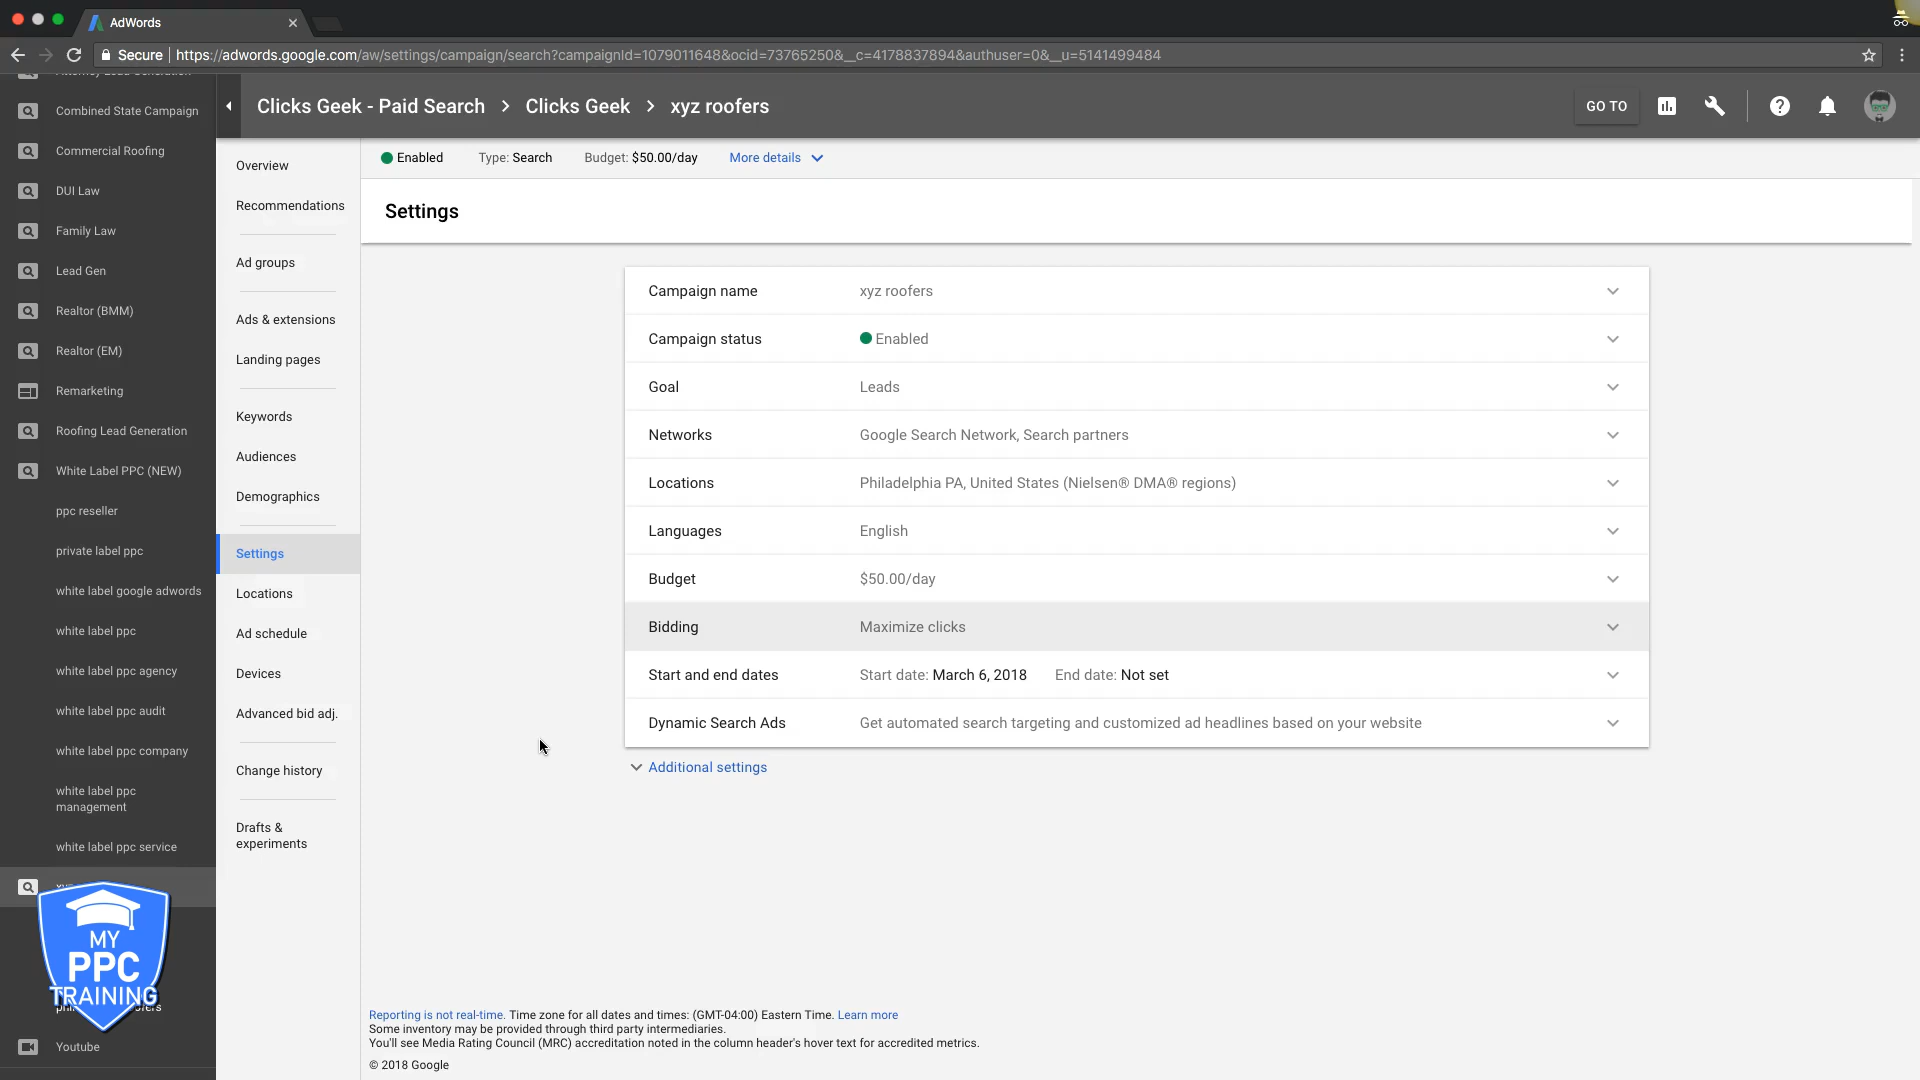 AdWords
Secure
https://adwords.google.com/aw/settings/campaign/search?campaignId=1079011648&ocid=73765250&__c=4178837894&authuser=0&__u=5141499484
Attorney Lead Generation
Combined State Campaign
Commercial Roofing
DUI Law
Family Law
Lead Gen
Realtor (BMM)
Realtor (EM)
Remarketing
Roofing Lead Generation
White Label PPC (NEW)
ppc reseller
private label ppc
white label google adwords
white label ppc
white label ppc agency
white label ppc audit
white label ppc company
white label ppc
management
white label ppc service
MY
PPC
TRAINING
Youtube
Clicks Geek - Paid Search
Clicks Geek
xyz roofers
GO TO
Overview
Recommendations
Ad groups
Ads & extensions
Landing pages
Keywords
Audiences
Demographics
Settings
Locations
Ad schedule
Devices
Advanced bid adj.
Change history
Drafts &
experiments
Enabled Type: Search Budget: $50.00/day More details
Settings
Campaign name xyz roofers
Campaign status Enabled
Goal Leads
Networks Google Search Network, Search partners
Locations Philadelphia PA, United States (Nielsen® DMA® regions)
Languages English
Budget $50.00/day
Bidding Maximize clicks
Start and end dates Start date: March 6, 2018 End date: Not set
Dynamic Search Ads Get automated search targeting and customized ad headlines based on your website
Additional settings
Reporting is not real-time. Time zone for all dates and times: (GMT-04:00) Eastern Time. Learn more
Some inventory may be provided through third party intermediaries.
You'll see Media Rating Council (MRC) accreditation noted in the column header's hover text for accredited metrics.
© 2018 Google